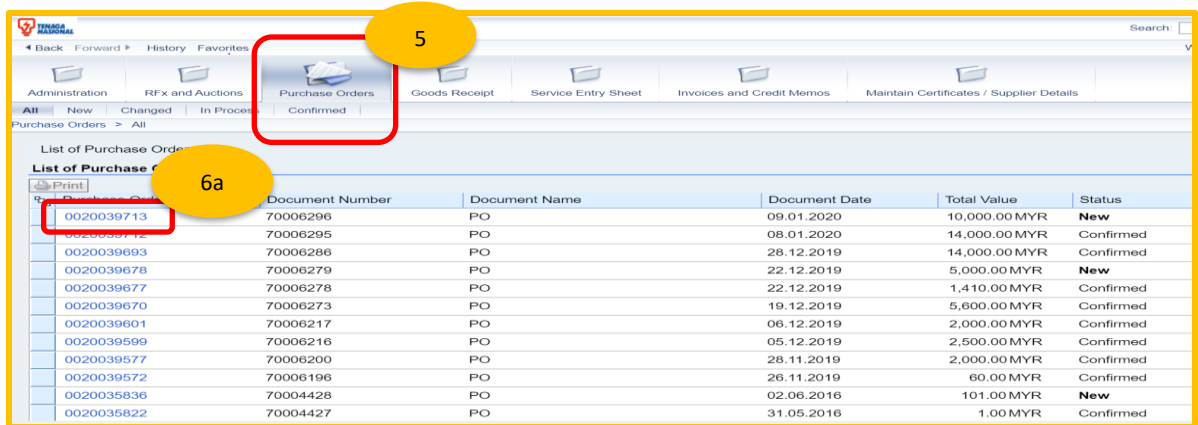 TENAGA
NASIONAL
Search:
5
Back Forward History Favorites
Administration RFx and Auctions Purchase Orders Goods Receipt Service Entry Sheet Invoices and Credit Memos Maintain Certificates / Supplier Details
All New Changed In Process Confirmed
Purchase Orders > All
List of Purchase
List of Purchase
6a
Print
Document Number Document Name Document Date Total Value Status
0020039713 70006296 PO 09.01.2020 10,000.00 MYR New
0020039712 70006295 PO 08.01.2020 14,000.00 MYR Confirmed
0020039693 70006286 PO 28.12.2019 14,000.00 MYR Confirmed
0020039678 70006279 PO 22.12.2019 5,000.00 MYR New
0020039677 70006278 PO 22.12.2019 1,410.00 MYR Confirmed
0020039670 70006273 PO 19.12.2019 5,600.00 MYR Confirmed
0020039601 70006217 PO 06.12.2019 2,000.00 MYR Confirmed
0020039599 70006216 PO 05.12.2019 2,500.00 MYR Confirmed
0020039577 70006200 PO 28.11.2019 2,000.00 MYR Confirmed
0020039572 70006196 PO 26.11.2019 60.00 MYR Confirmed
0020035836 70004428 PO 02.06.2016 101.00 MYR New
0020035822 70004427 PO 31.05.2016 1.00 MYR Confirmed